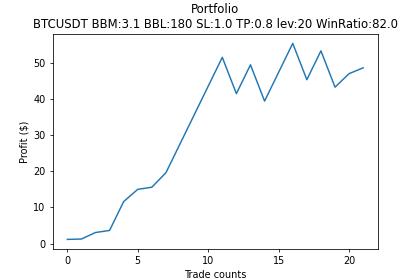 Portfolio
BTCUSDT BBM:3.1 BBL:180 SL:1.0 TP:0.8 lev:20 WinRatio:82.0
50
40
30
20
10
0
Profit ($)
0 5 10 15 20
Trade counts